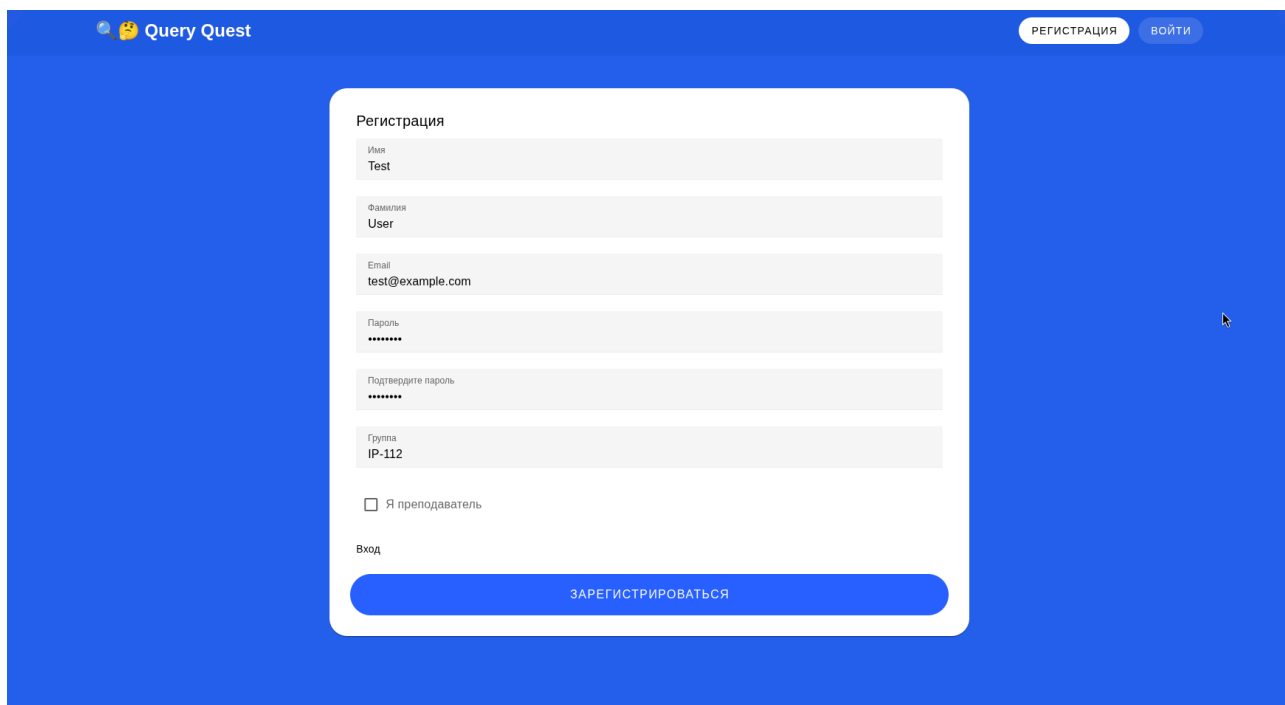 🔍🤔 Query Quest
РЕГИСТРАЦИЯ
ВОЙТИ
Регистрация
Имя
Test
Фамилия
User
Email
test@example.com
Пароль
••••••••
Подтвердите пароль
••••••••
Группа
IP-112
Я преподаватель
Вход
ЗАРЕГИСТРИРОВАТЬСЯ